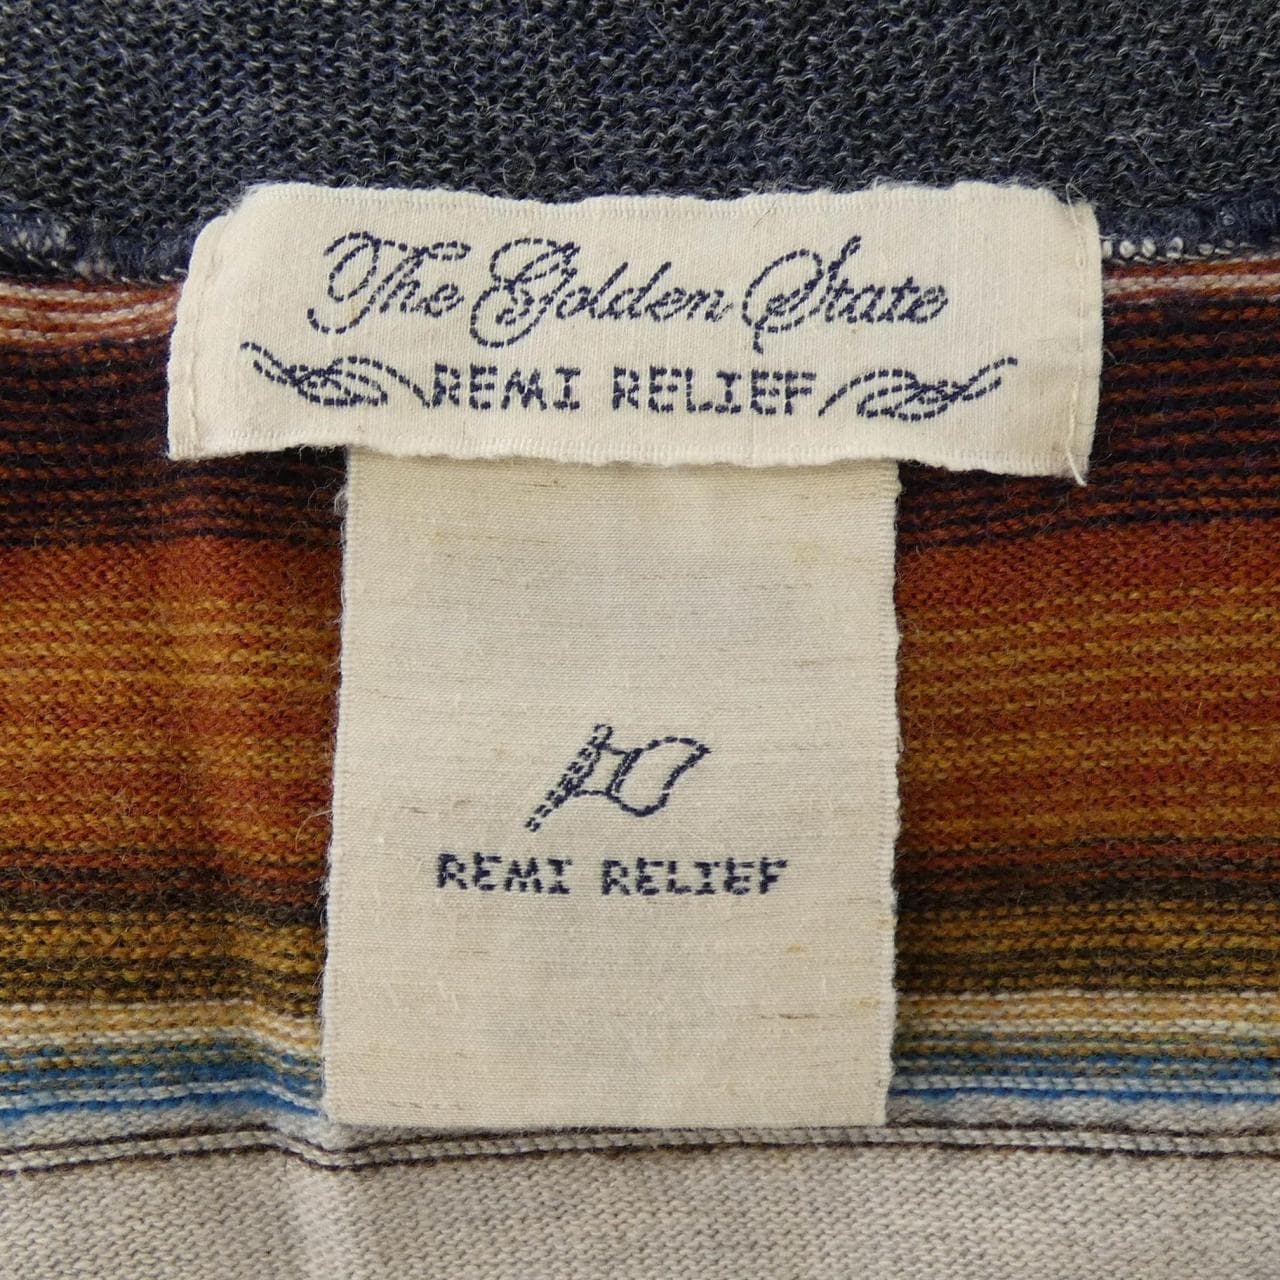 The Golden State
REMI RELIEF
REMI RELIEF